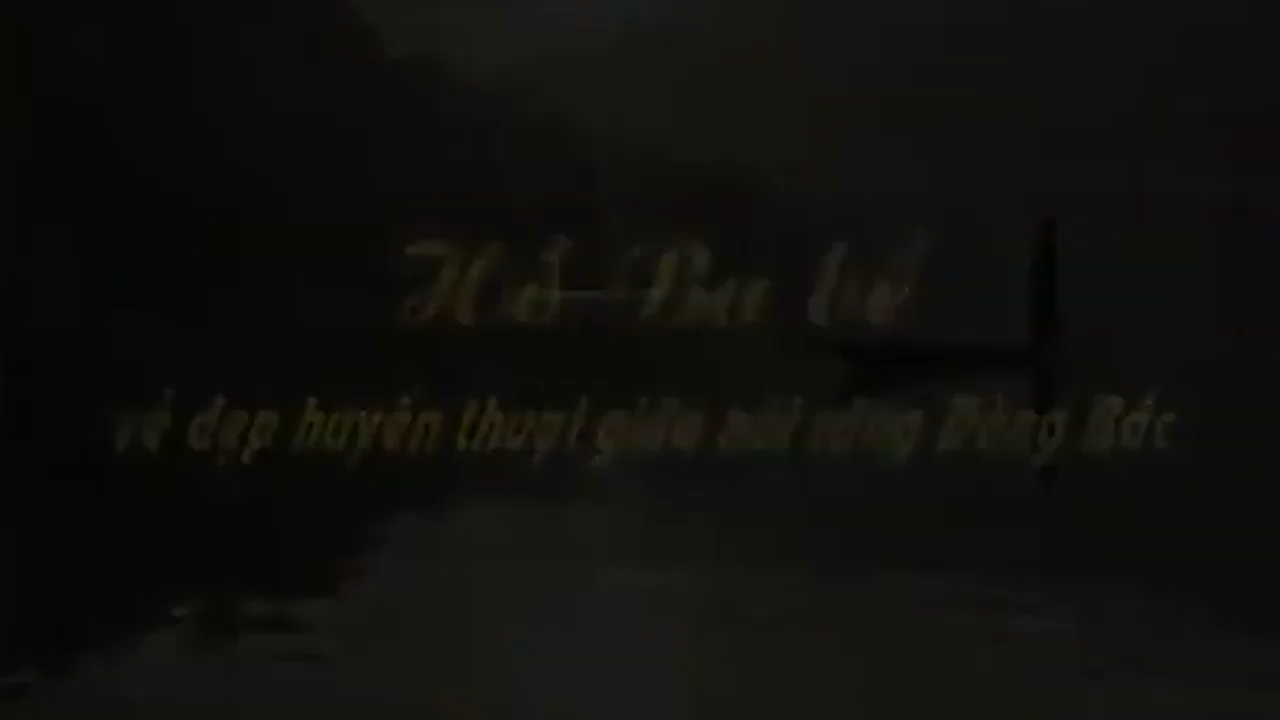 Hồ Ba bể
vẻ đẹp huyền thoại giữa núi rừng Đông Bắc